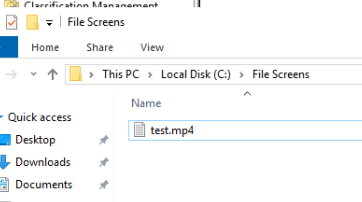 Classification Management
File Screens
Home Share View
This PC > Local Disk (C:) > File Screens
Name
Quick access
test.mp4
Desktop
Downloads
Documents